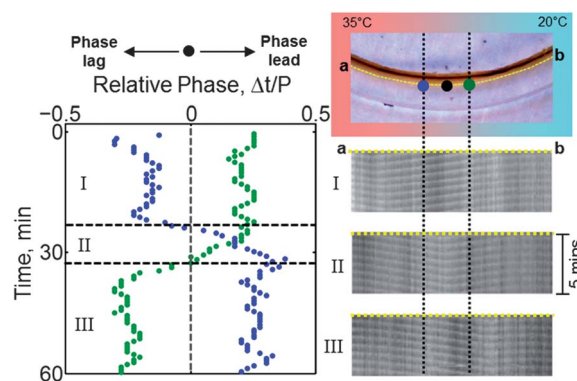 Phase lag
Phase lead
Relative Phase, Δt/P
−0.5 0 0.5
0
30
60
Time, min
I
II
III
35°C
20°C
a
b
a
b
I
II
III
5 mins